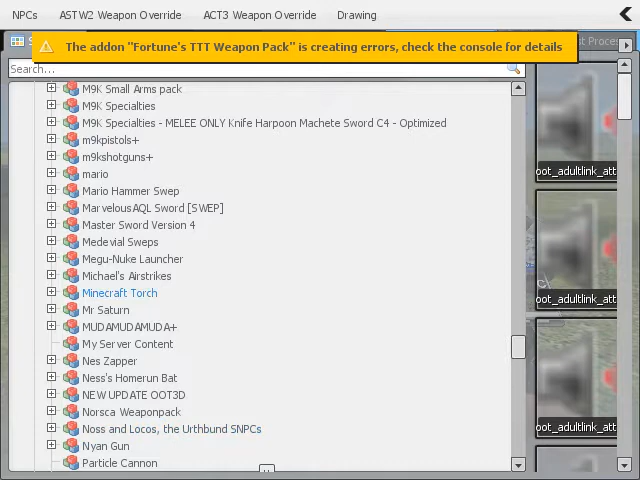 NPCs ASTW2 Weapon Override ACT3 Weapon Override Drawing
The addon "Fortune's TTT Weapon Pack" is creating errors, check the console for details
Search...
M9K Small Arms pack
M9K Specialties
M9K Specialties - MELEE ONLY Knife Harpoon Machete Sword C4 - Optimized
m9kpistols+
m9kshotguns+
mario
Mario Hammer Swep
MarvelousAQL Sword [SWEP]
Master Sword Version 4
Medevial Sweps
Megu-Nuke Launcher
Michael's Airstrikes
Minecraft Torch
Mr Saturn
MUDAMUDAMUDA+
My Server Content
Nes Zapper
Ness's Homerun Bat
NEW UPDATE OOT3D
Norsca Weaponpack
Noss and Locos, the Urthbund SNPCs
Nyan Gun
Particle Cannon
oot_adultlink_att
oot_adultlink_att
oot_adultlink_att